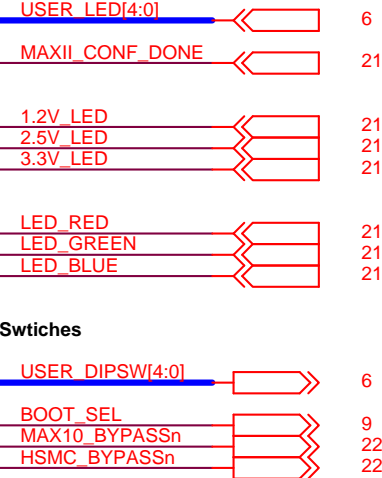 USER_LED[4:0] 6
MAXII_CONF_DONE 21
1.2V_LED 21
2.5V_LED 21
3.3V_LED 21
LED_RED 21
LED_GREEN 21
LED_BLUE 21
Swtiches
USER_DIPSW[4:0] 6
BOOT_SEL 9
MAX10_BYPASSn 22
HSMC_BYPASSn 22